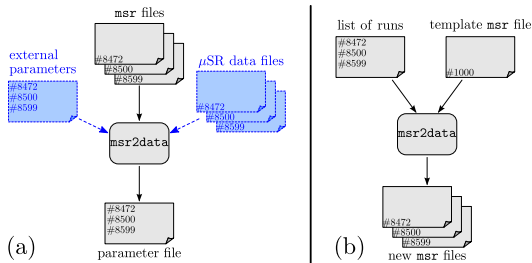 msr files
#8472
#8500
#8599
external
parameters
#8472
#8500
#8599
μSR data files
#8472
#8500
#8599
msr2data
#8472
#8500
#8599
parameter file
(a)
list of runs
#8472
#8500
#8599
template msr file
#1000
msr2data
#8472
#8500
#8599
new msr files
(b)